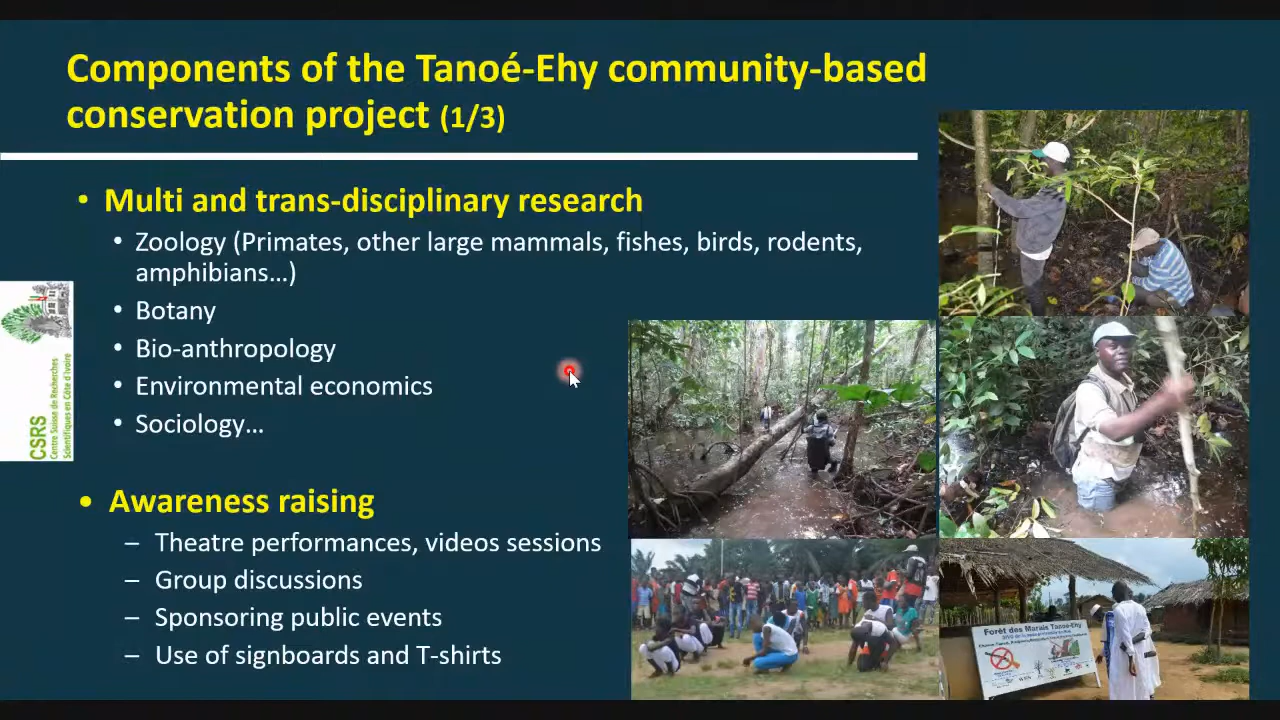 Components of the Tanoé-Ehy community-based
conservation project (1/3)
• Multi and trans-disciplinary research
• Zoology (Primates, other large mammals, fishes, birds, rodents,
amphibians…)
• Botany
• Bio-anthropology
• Environmental economics
• Sociology…
• Awareness raising
– Theatre performances, videos sessions
– Group discussions
– Sponsoring public events
– Use of signboards and T-shirts
CSRS
Centre Suisse de Recherches
Scientifiques en Côte d'Ivoire
Forêt des Marais Tanoé-Ehy